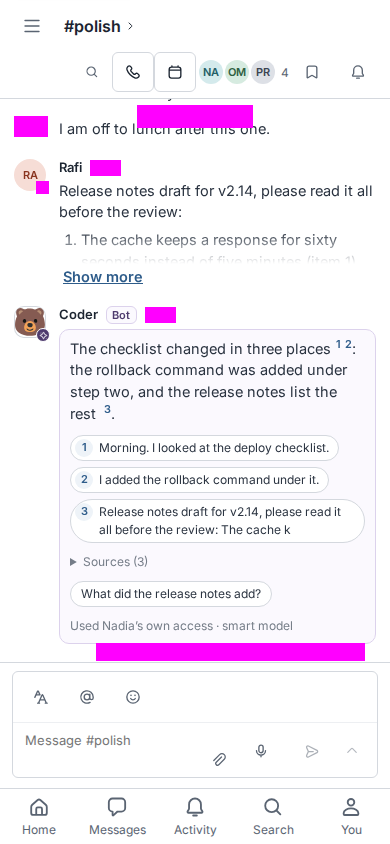 #polish
NA OM PR 4
I am off to lunch after this one.
RA
Rafi
Release notes draft for v2.14, please read it all
before the review:
1. The cache keeps a response for sixty
seconds instead of five minutes (item 1)
Show more
Coder Bot
The checklist changed in three places 1 2:
the rollback command was added under
step two, and the release notes list the
rest 3.
1 Morning. I looked at the deploy checklist.
2 I added the rollback command under it.
3 Release notes draft for v2.14, please read it
all before the review: The cache k
Sources (3)
What did the release notes add?
Used Nadia's own access · smart model
Message #polish
Home Messages Activity Search You